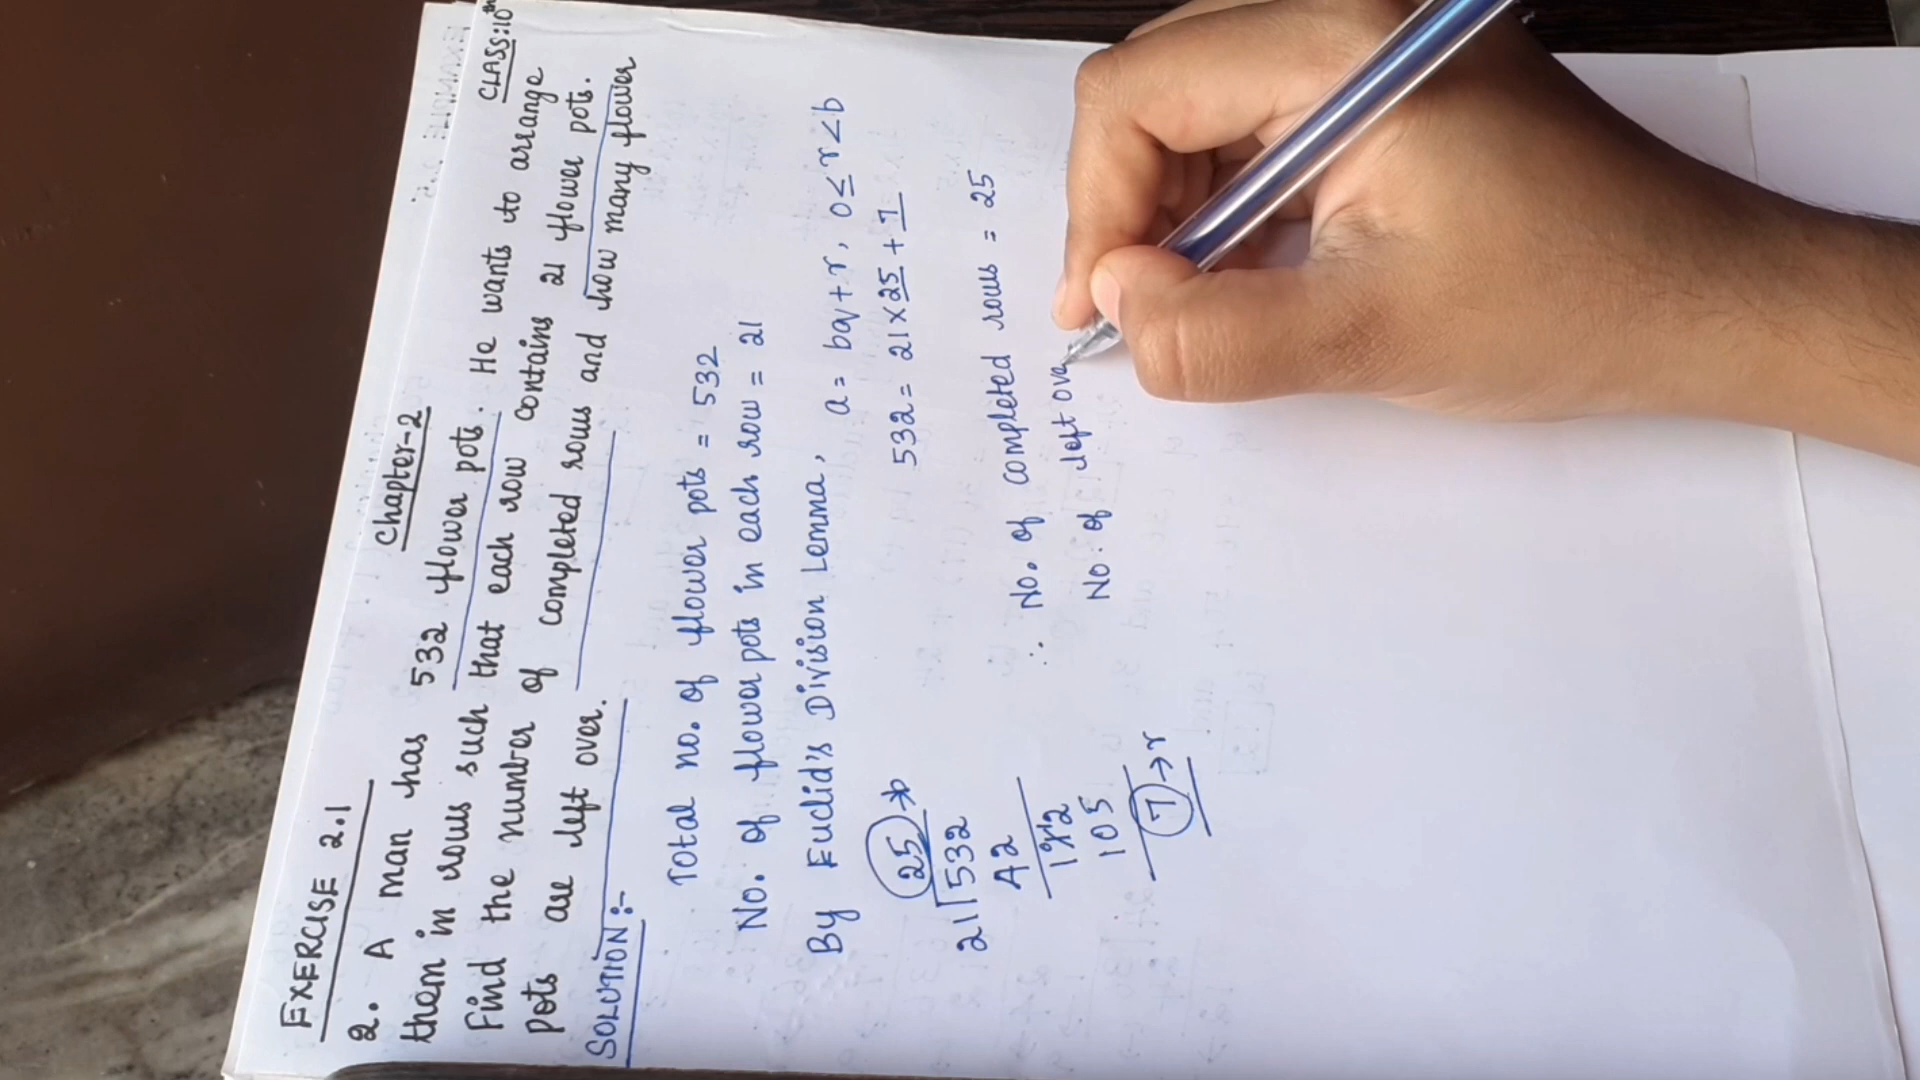 CLASS:10th
Chapter-2
EXERCISE 2.1
2. A man has 532 flower pots. He wants to arrange
them in rows such that each row contains 21 flower pots.
Find the number of completed rows and how many flower
pots are left over.
SOLUTION:-
Total no. of flower pots = 532
No. of flower pots in each row = 21
By Euclid's Division Lemma, a = bq + r, 0 ≤ r < b
532 = 21 × 25 + 7
25 →
21 532
42
112
105
7 → r
∴ No. of completed rows = 25
No. of left ove